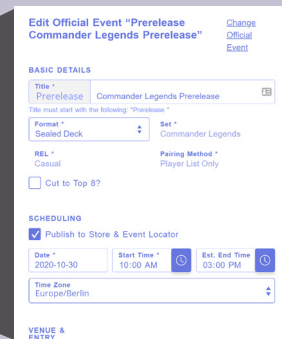 Edit Official Event “Prerelease
Commander Legends Prerelease”
Change
Official
Event
BASIC DETAILS
Title *
Prerelease Commander Legends Prerelease
Title must start with the following: "Prerelease "
Format *
Sealed Deck
Set *
Commander Legends
REL *
Casual
Pairing Method *
Player List Only
Cut to Top 8?
SCHEDULING
Publish to Store & Event Locator
Date *
2020-10-30
Start Time *
10:00 AM
Est. End Time
03:00 PM
Time Zone
Europe/Berlin
VENUE &
ENTRY